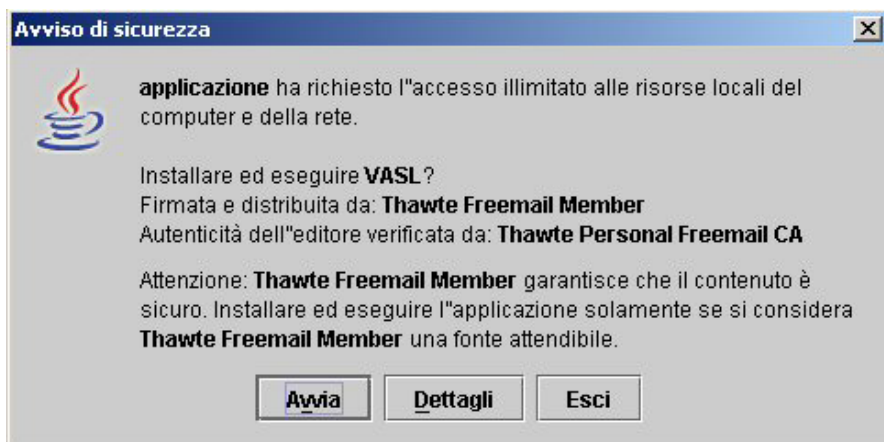 Avviso di sicurezza
applicazione ha richiesto l"accesso illimitato alle risorse locali del
computer e della rete.
Installare ed eseguire VASL?
Firmata e distribuita da: Thawte Freemail Member
Autenticità dell"editore verificata da: Thawte Personal Freemail CA
Attenzione: Thawte Freemail Member garantisce che il contenuto è
sicuro. Installare ed eseguire l"applicazione solamente se si considera
Thawte Freemail Member una fonte attendibile.
Avvia Dettagli Esci